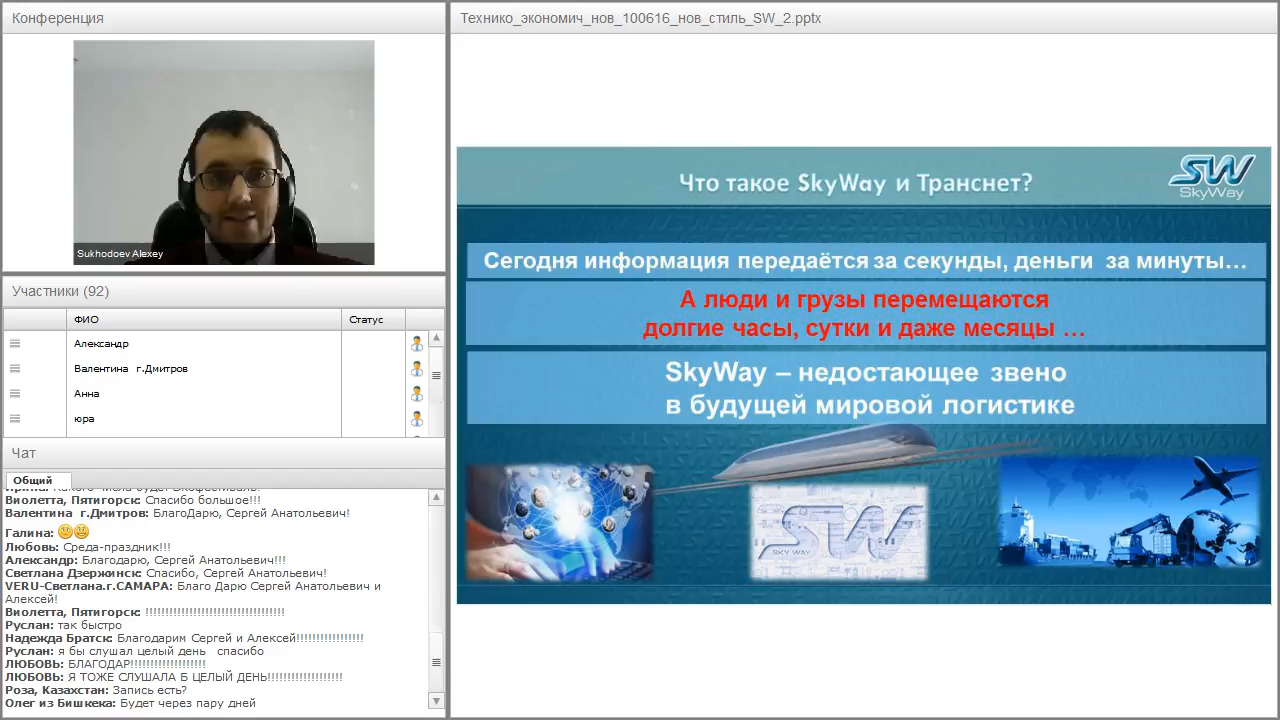 Конференция
Sukhodoev Alexey
Участники (92)
ФИО
Статус
Александр
Валентина г.Дмитров
Анна
юра
Чат
Общий
Виолетта, Пятигорск: Спасибо большое!!!
Валентина г.Дмитров: БлагоДарю, Сергей Анатольевич!
Галина:
Любовь: Среда-праздник!!!
Александр: Благодарю, Сергей Анатольевич!!!
Светлана Дзержинск: Спасибо, Сергей Анатольевич!
VERU-Светлана.г.САМАРА: Благо Дарю Сергей Анатольевич и
Алексей!
Виолетта, Пятигорск: !!!!!!!!!!!!!!!!!!!!!!!!!!!!!!!!!!!
Руслан: так быстро
Надежда Братск: Благодарим Сергей и Алексей!!!!!!!!!!!!!!!!!
Руслан: я бы слушал целый день спасибо
ЛЮБОВЬ: БЛАГОДАР!!!!!!!!!!!!!!!!!!!
ЛЮБОВЬ: Я ТОЖЕ СЛУШАЛА Б ЦЕЛЫЙ ДЕНЬ!!!!!!!!!!!!!!!!!!!
Роза, Казахстан: Запись есть?
Олег из Бишкека: Будет через пару дней
Технико_экономич_нов_100616_нов_стиль_SW_2.pptx
Что такое SkyWay и Транснет?
SW
SkyWay
Сегодня информация передаётся за секунды, деньги за минуты…
А люди и грузы перемещаются
долгие часы, сутки и даже месяцы …
SkyWay – недостающее звено
в будущей мировой логистике
SW
SKY WAY